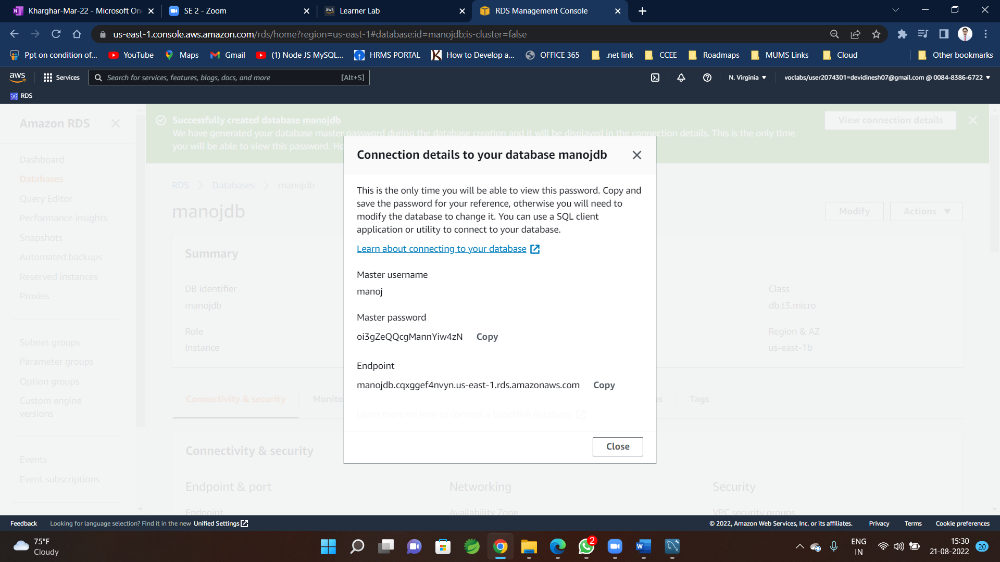 Kharghar-Mar-22 - Microsoft On
SE 2 - Zoom
Learner Lab
RDS Management Console
us-east-1.console.aws.amazon.com/rds/home?region=us-east-1#database:id=manojdb;is-cluster=false
Ppt on condition of...
YouTube
Maps
Gmail
(1) Node JS MySQL...
HRMS PORTAL
How to Develop a...
OFFICE 365
.net link
CCEE
Roadmaps
MUMS Links
Cloud
Other bookmarks
aws
Services
Search for services, features, blogs, docs, and more
[Alt+S]
N. Virginia
voclabs/user2074301=devidinesh07@gmail.com @ 0084-8386-6722
RDS
Amazon RDS
Dashboard
Databases
Query Editor
Performance insights
Snapshots
Automated backups
Reserved instances
Proxies
Subnet groups
Parameter groups
Option groups
Custom engine
versions
Events
Event subscriptions
Successfully created database manojdb
We have generated your database master password during the database creation and it will be displayed in the connection details. This is the only time
you will be able to view this password. Ho
View connection details
RDS
Databases
manojdb
manojdb
Modify
Actions
Summary
DB identifier
manojdb
Role
Instance
Class
db.t3.micro
Region & AZ
us-east-1b
Connectivity & security
Monito
Tags
Connectivity & security
Endpoint & port
Networking
Security
Endpoint
Availability Zone
VPC security groups
Connection details to your database manojdb
This is the only time you will be able to view this password. Copy and
save the password for your reference, otherwise you will need to
modify the database to change it. You can use a SQL client
application or utility to connect to your database.
Learn about connecting to your database
Master username
manoj
Master password
oi3gZeQQcgMannYiw4zN
Copy
Endpoint
manojdb.cqxggef4nvyn.us-east-1.rds.amazonaws.com
Copy
Learn more on how to connect a babelfish database.
Close
Feedback
Looking for language selection? Find it in the new Unified Settings
© 2022, Amazon Web Services, Inc. or its affiliates.
Privacy
Terms
Cookie preferences
75°F
Cloudy
2
ENG
IN
15:30
21-08-2022
20